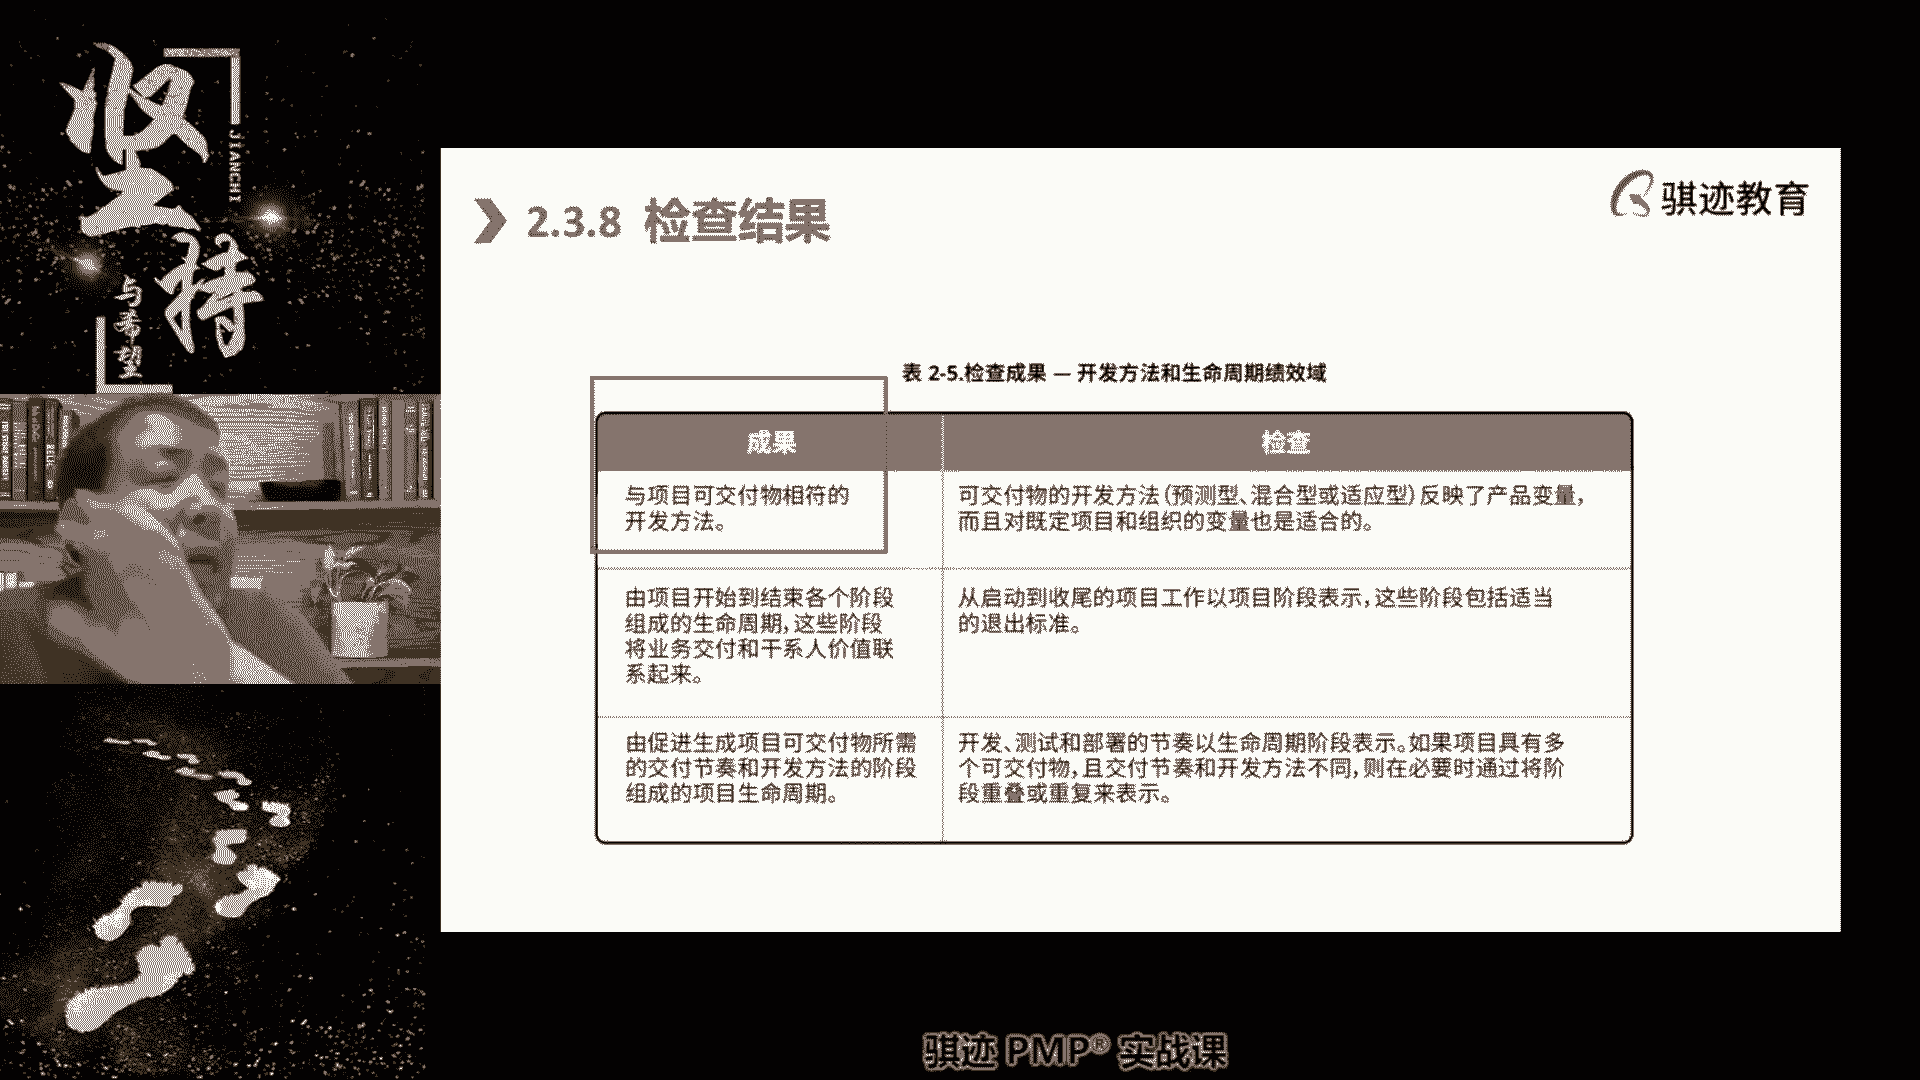 坚持
JIANCHI
与希望
2.3.8 检查结果
骐迹教育
表 2-5.检查成果 — 开发方法和生命周期绩效域
成果
检查
与项目可交付物相符的
开发方法。
可交付物的开发方法(预测型、混合型或适应型)反映了产品变量,
而且对既定项目和组织的变量也是适合的。
由项目开始到结束各个阶段
组成的生命周期,这些阶段
将业务交付和干系人价值联
系起来。
从启动到收尾的项目工作以项目阶段表示,这些阶段包括适当
的退出标准。
由促进生成项目可交付物所需
的交付节奏和开发方法的阶段
组成的项目生命周期。
开发、测试和部署的节奏以生命周期阶段表示。如果项目具有多
个可交付物,且交付节奏和开发方法不同,则在必要时通过将阶
段重叠或重复来表示。
骐迹 PMP® 实战课